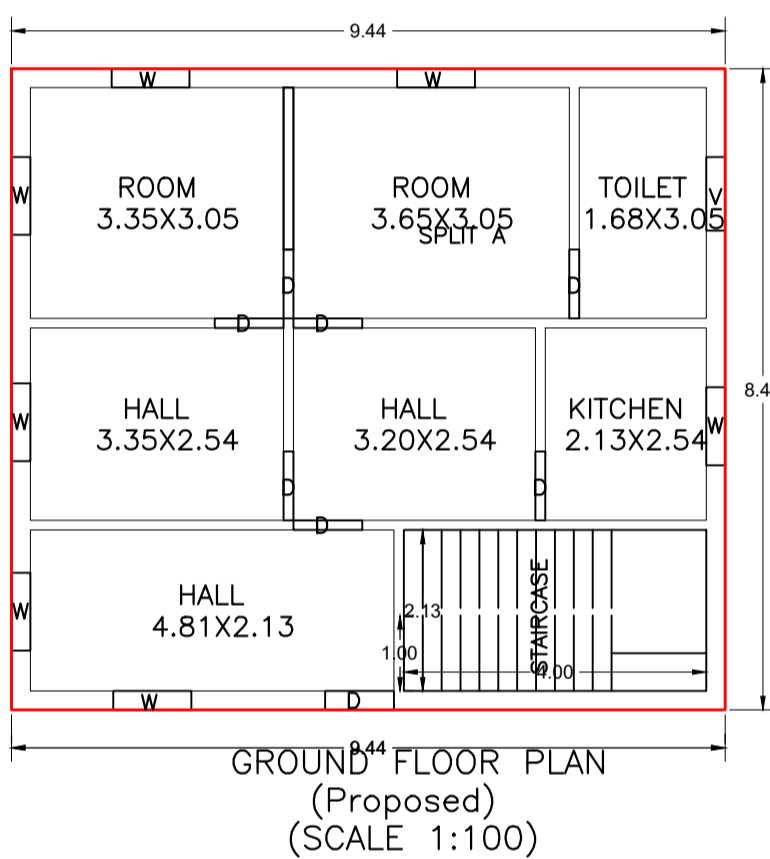 9.44
W
W
W
ROOM
3.35X3.05
ROOM
3.65X3.05
SPLIT A
TOILET
1.68X3.05
V
D
D
D
D
8.4
W
HALL
3.35X2.54
HALL
3.20X2.54
KITCHEN
2.13X2.54
W
D
D
D
W
HALL
4.81X2.13
2.13
1.00
STAIRCASE
4.00
W
D
9.44
GROUND FLOOR PLAN
(Proposed)
(SCALE 1:100)